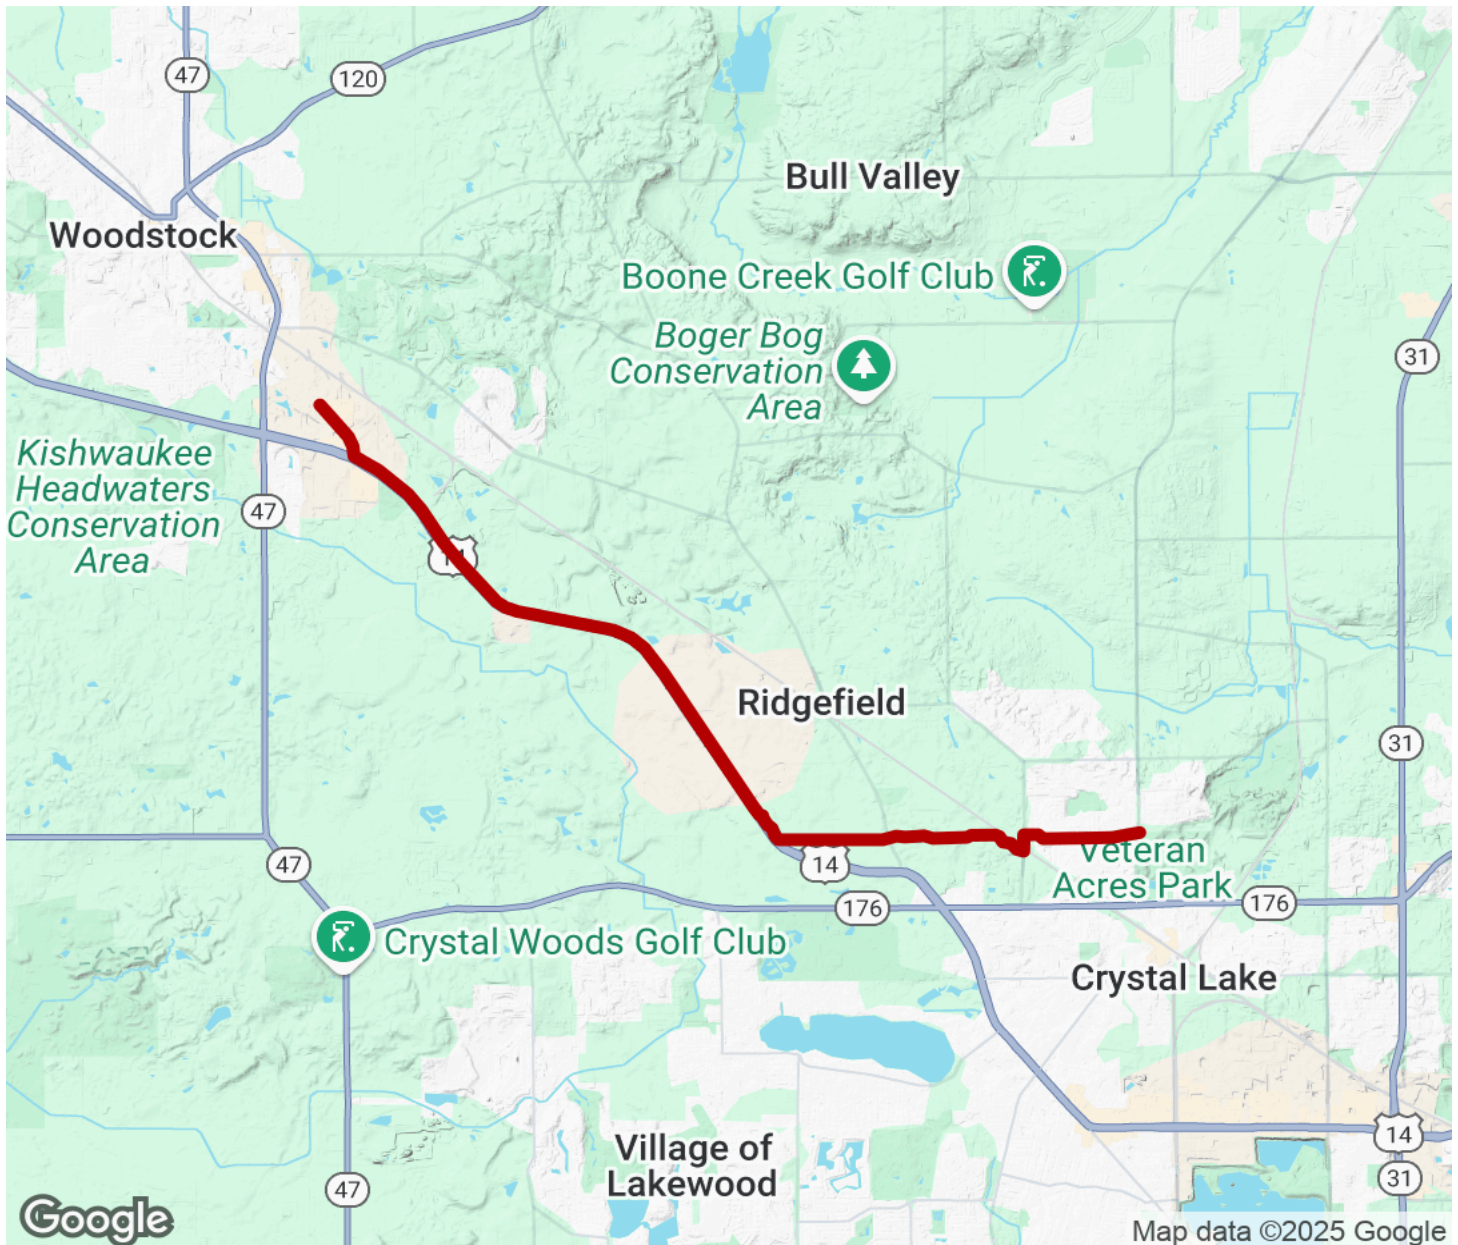 47
120
Bull Valley
Woodstock
Boone Creek Golf Club
Boger Bog
Conservation
Area
31
Kishwaukee
Headwaters
Conservation
Area
47
Ridgefield
31
47
14
Veteran
Acres Park
176
176
Crystal Woods Golf Club
Crystal Lake
Village of
Lakewood
14
31
47
Google
Map data ©2025 Google